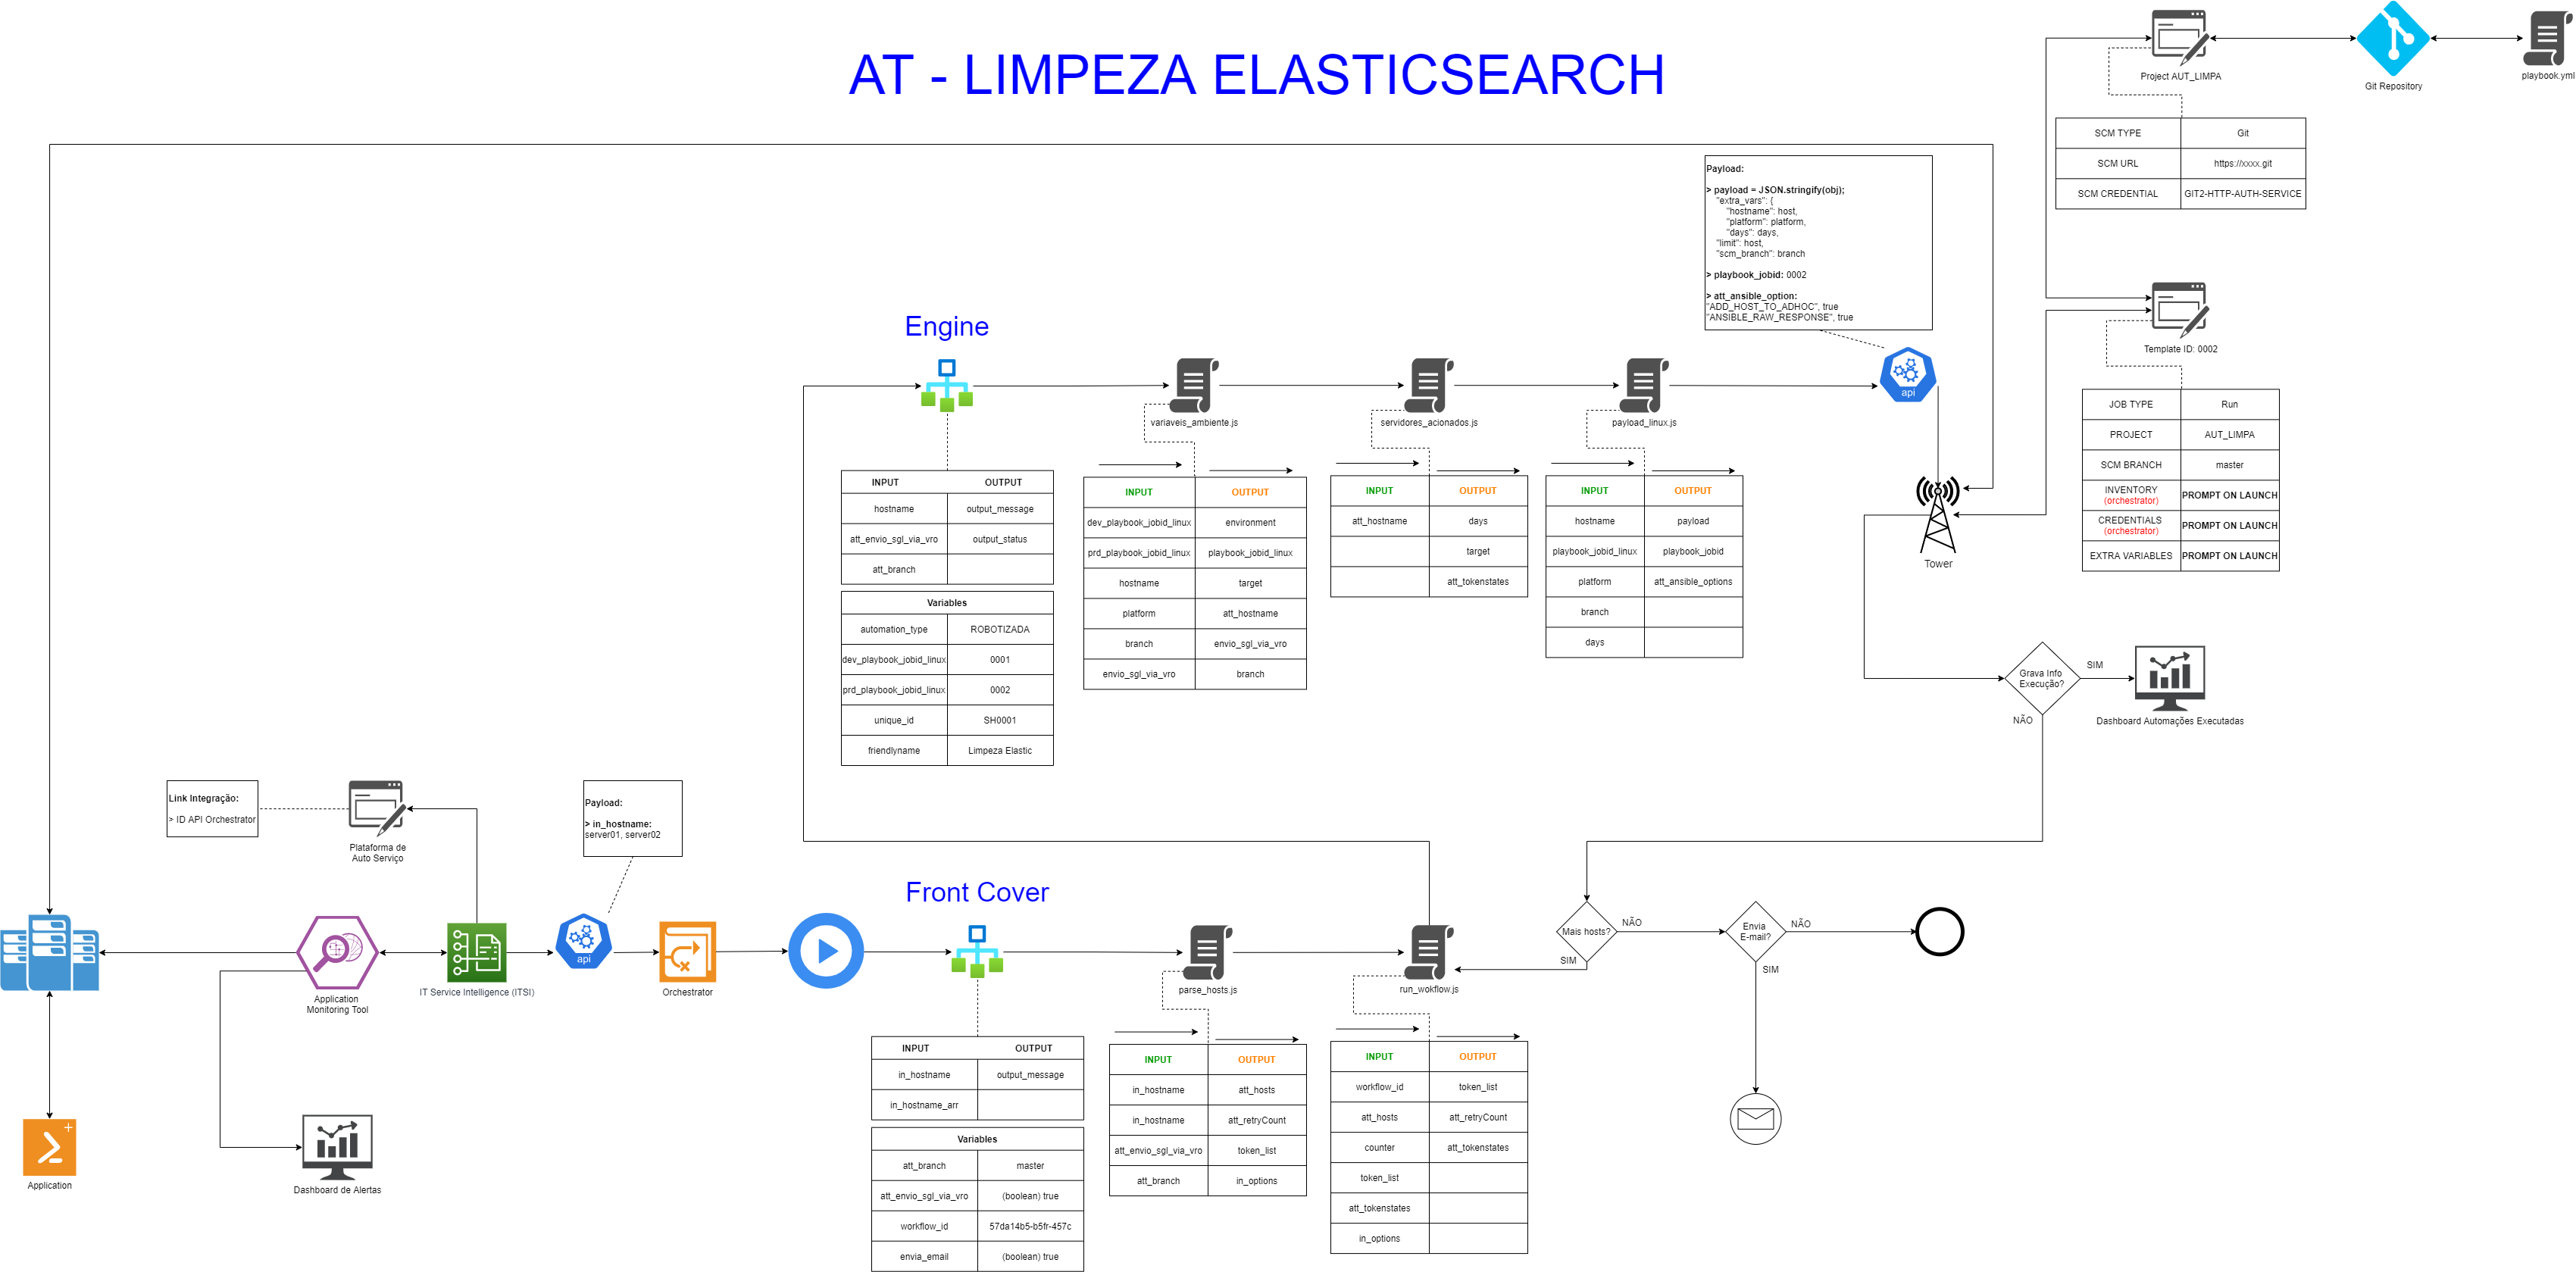 AT - LIMPEZA ELASTICSEARCH
Project AUT_LIMPA
Git Repository
playbook.yml
SCM TYPE
Git
SCM URL
https://xxxx.git
SCM CREDENTIAL
GIT2-HTTP-AUTH-SERVICE
Payload:
> payload = JSON.stringify(obj);
"extra_vars": {
"hostname": host,
"platform": platform,
"days": days,
"limit": host,
"scm_branch": branch
> playbook_jobid: 0002
> att_ansible_option:
"ADD_HOST_TO_ADHOC", true
"ANSIBLE_RAW_RESPONSE", true
Template ID: 0002
JOB TYPE
Run
PROJECT
AUT_LIMPA
SCM BRANCH
master
INVENTORY
(orchestrator)
PROMPT ON LAUNCH
CREDENTIALS
(orchestrator)
PROMPT ON LAUNCH
EXTRA VARIABLES
PROMPT ON LAUNCH
Engine
variaveis_ambiente.js
servidores_acionados.js
payload_linux.js
api
Tower
INPUT
OUTPUT
hostname
output_message
att_envio_sgl_via_vro
output_status
att_branch
Variables
automation_type
ROBOTIZADA
dev_playbook_jobid_linux
0001
prd_playbook_jobid_linux
0002
unique_id
SH0001
friendlyname
Limpeza Elastic
INPUT
OUTPUT
dev_playbook_jobid_linux
environment
prd_playbook_jobid_linux
playbook_jobid_linux
hostname
target
platform
att_hostname
branch
envio_sgl_via_vro
envio_sgl_via_vro
branch
INPUT
OUTPUT
att_hostname
days
target
att_tokenstates
INPUT
OUTPUT
hostname
payload
playbook_jobid_linux
playbook_jobid
platform
att_ansible_options
branch
days
Grava Info
Execução?
SIM
NÃO
Dashboard Automações Executadas
Link Integração:
> ID API Orchestrator
Plataforma de
Auto Serviço
Payload:
> in_hostname:
server01, server02
Front Cover
Application
Monitoring Tool
IT Service Intelligence (ITSI)
api
Orchestrator
parse_hosts.js
run_wokflow.js
Mais hosts?
NÃO
SIM
Envia
E-mail?
NÃO
SIM
INPUT
OUTPUT
in_hostname
output_message
in_hostname_arr
Variables
att_branch
master
att_envio_sgl_via_vro
(boolean) true
workflow_id
57da14b5-b5fr-457c
envia_email
(boolean) true
INPUT
OUTPUT
in_hostname
att_hosts
in_hostname
att_retryCount
att_envio_sgl_via_vro
token_list
att_branch
in_options
INPUT
OUTPUT
workflow_id
token_list
att_hosts
att_retryCount
counter
att_tokenstates
token_list
att_tokenstates
in_options
Application
Dashboard de Alertas